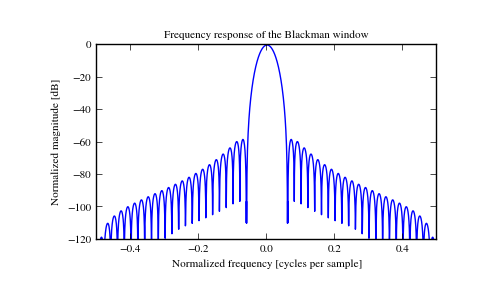 Frequency response of the Blackman window
Normalized magnitude [dB]
0
−20
−40
−60
−80
−100
−120
−0.4 −0.2 0.0 0.2 0.4
Normalized frequency [cycles per sample]